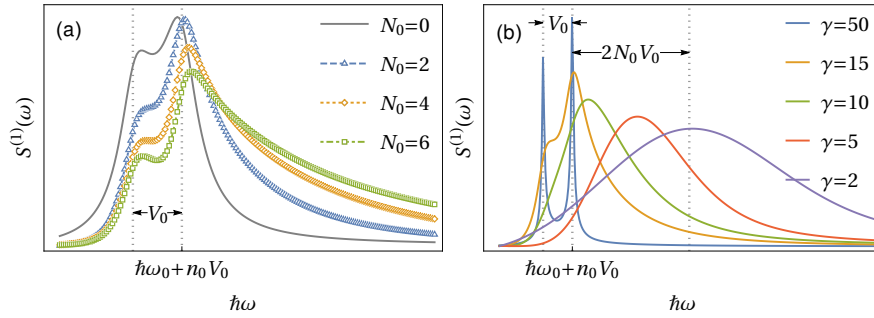 (a)
N₀=0
N₀=2
N₀=4
N₀=6
V₀
S⁽¹⁾(ω)
ℏω₀+n₀V₀
ℏω
(b)
V₀
2N₀V₀
γ=50
γ=15
γ=10
γ=5
γ=2
S⁽¹⁾(ω)
ℏω₀+n₀V₀
ℏω